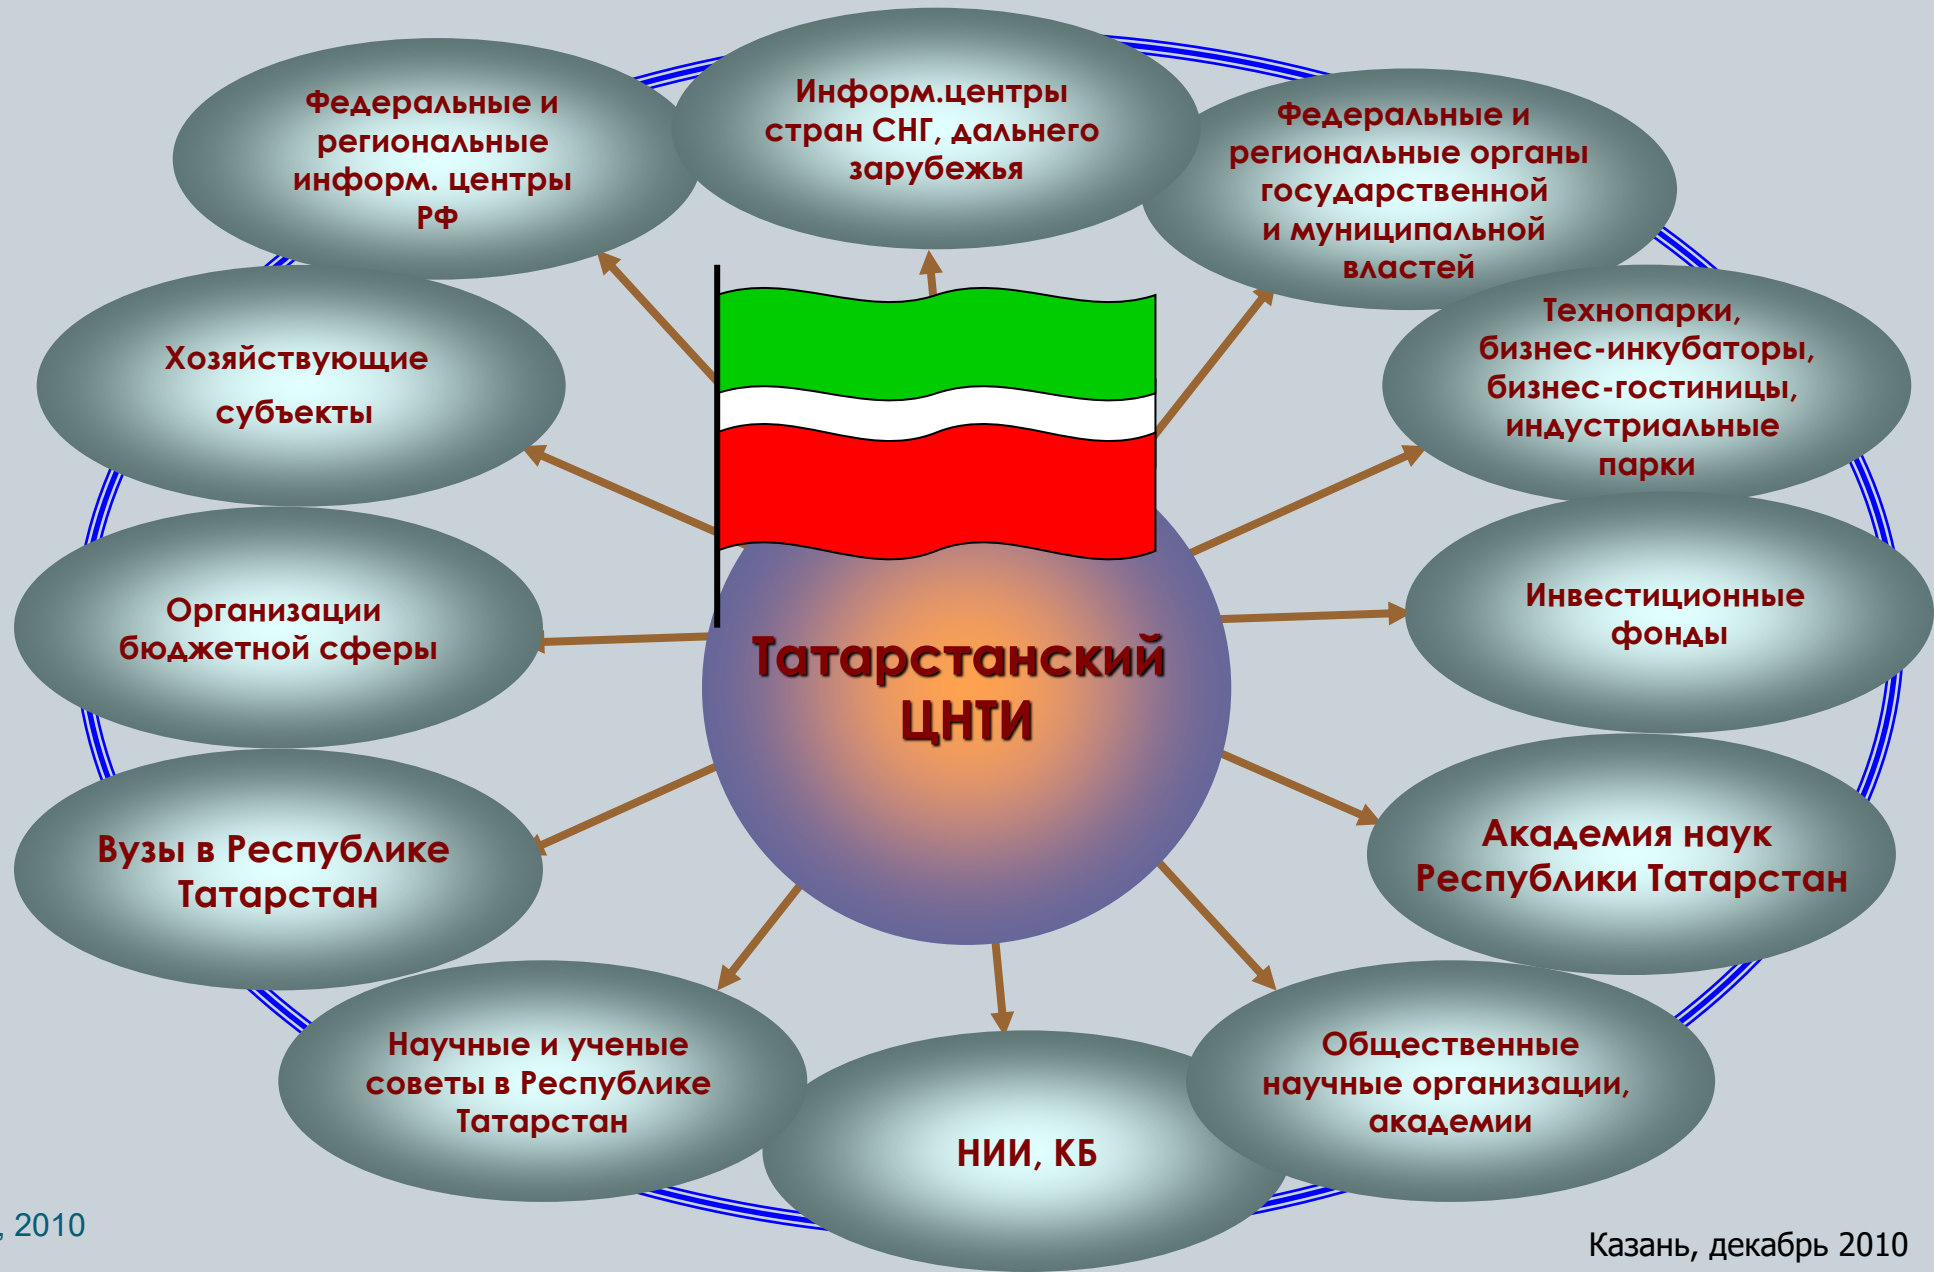 Федеральные и
региональные
информ. центры
РФ
Информ.центры
стран СНГ, дальнего
зарубежья
Федеральные и
региональные органы
государственной
и муниципальной
властей
Хозяйствующие
субъекты
Технопарки,
бизнес-инкубаторы,
бизнес-гостиницы,
индустриальные
парки
Организации
бюджетной сферы
Инвестиционные
фонды
Татарстанский
ЦНТИ
Вузы в Республике
Татарстан
Академия наук
Республики Татарстан
Научные и ученые
советы в Республике
Татарстан
НИИ, КБ
Общественные
научные организации,
академии
, 2010
Казань, декабрь 2010